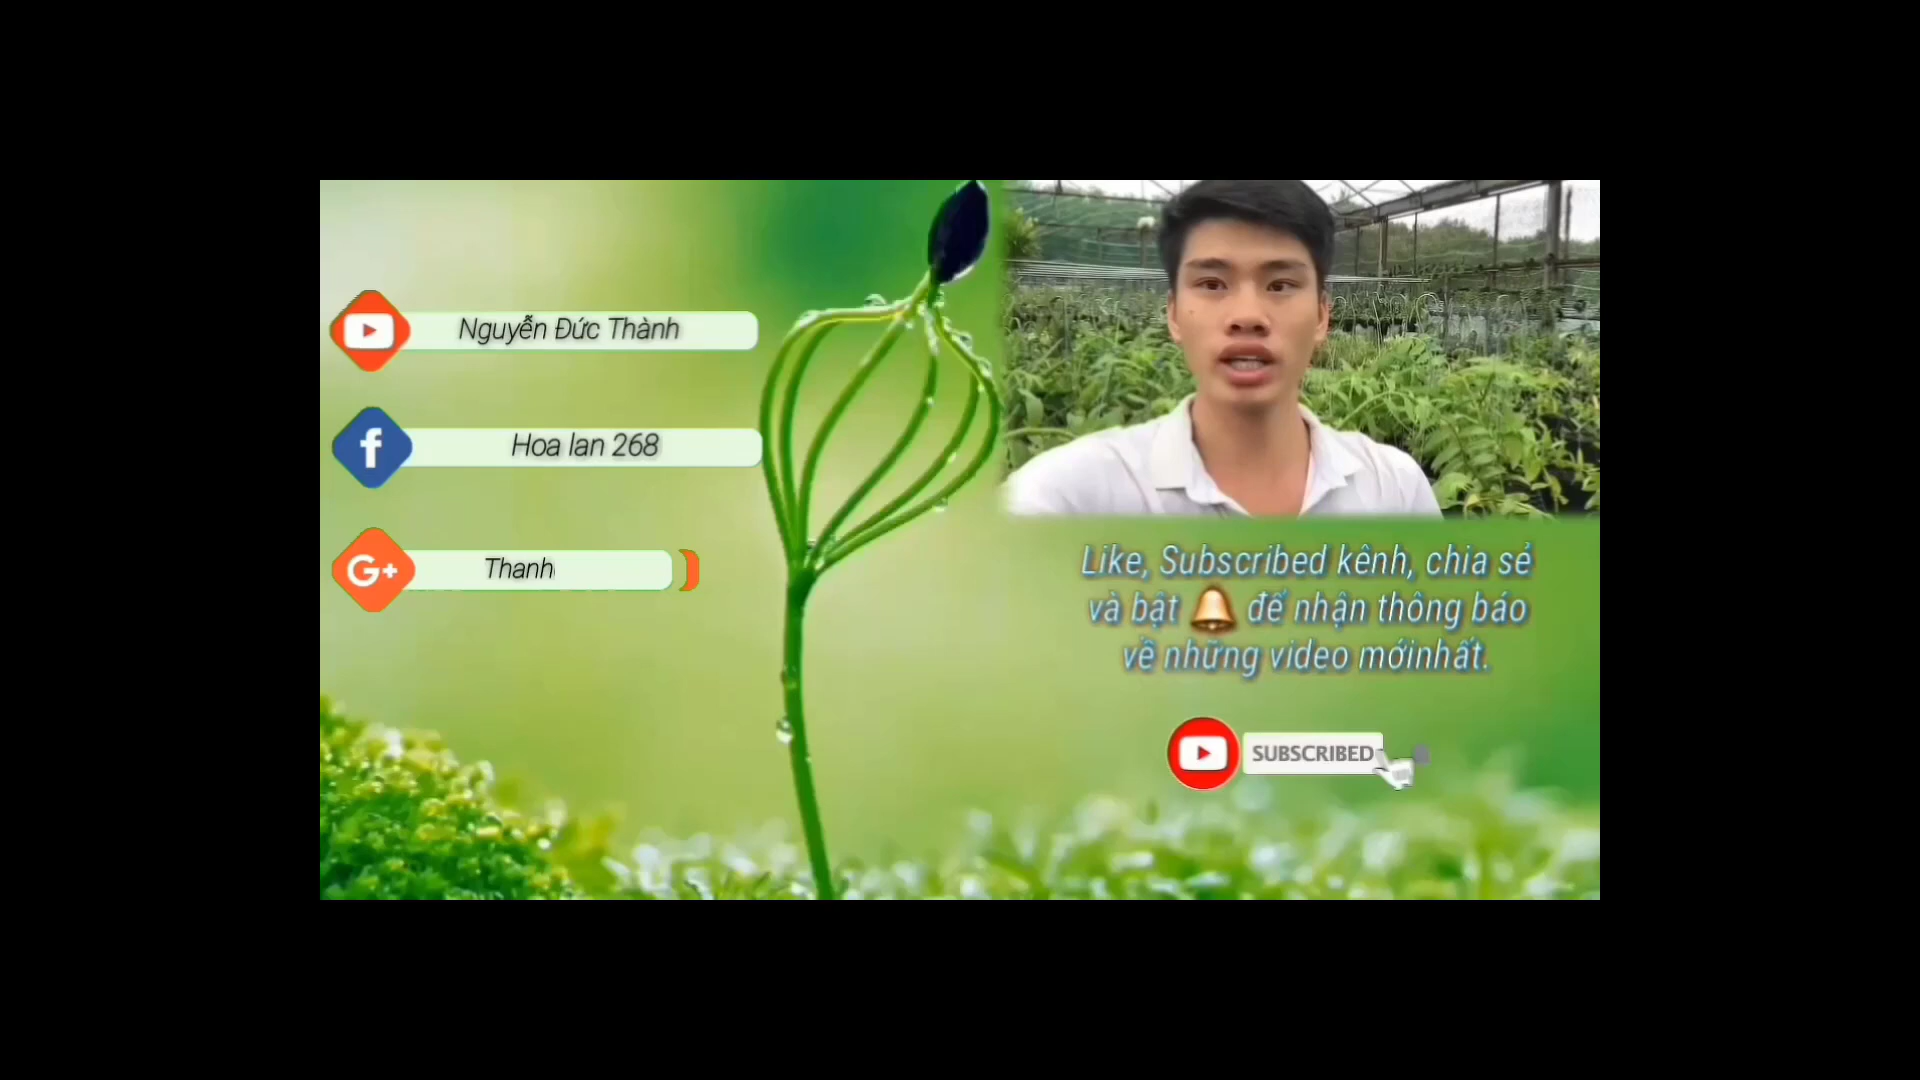 Nguyễn Đức Thành
Hoa lan 268
G+ Thanh
Like, Subscribed kênh, chia sẻ
và bật 🔔 để nhận thông báo
về những video mớinhất.
SUBSCRIBED